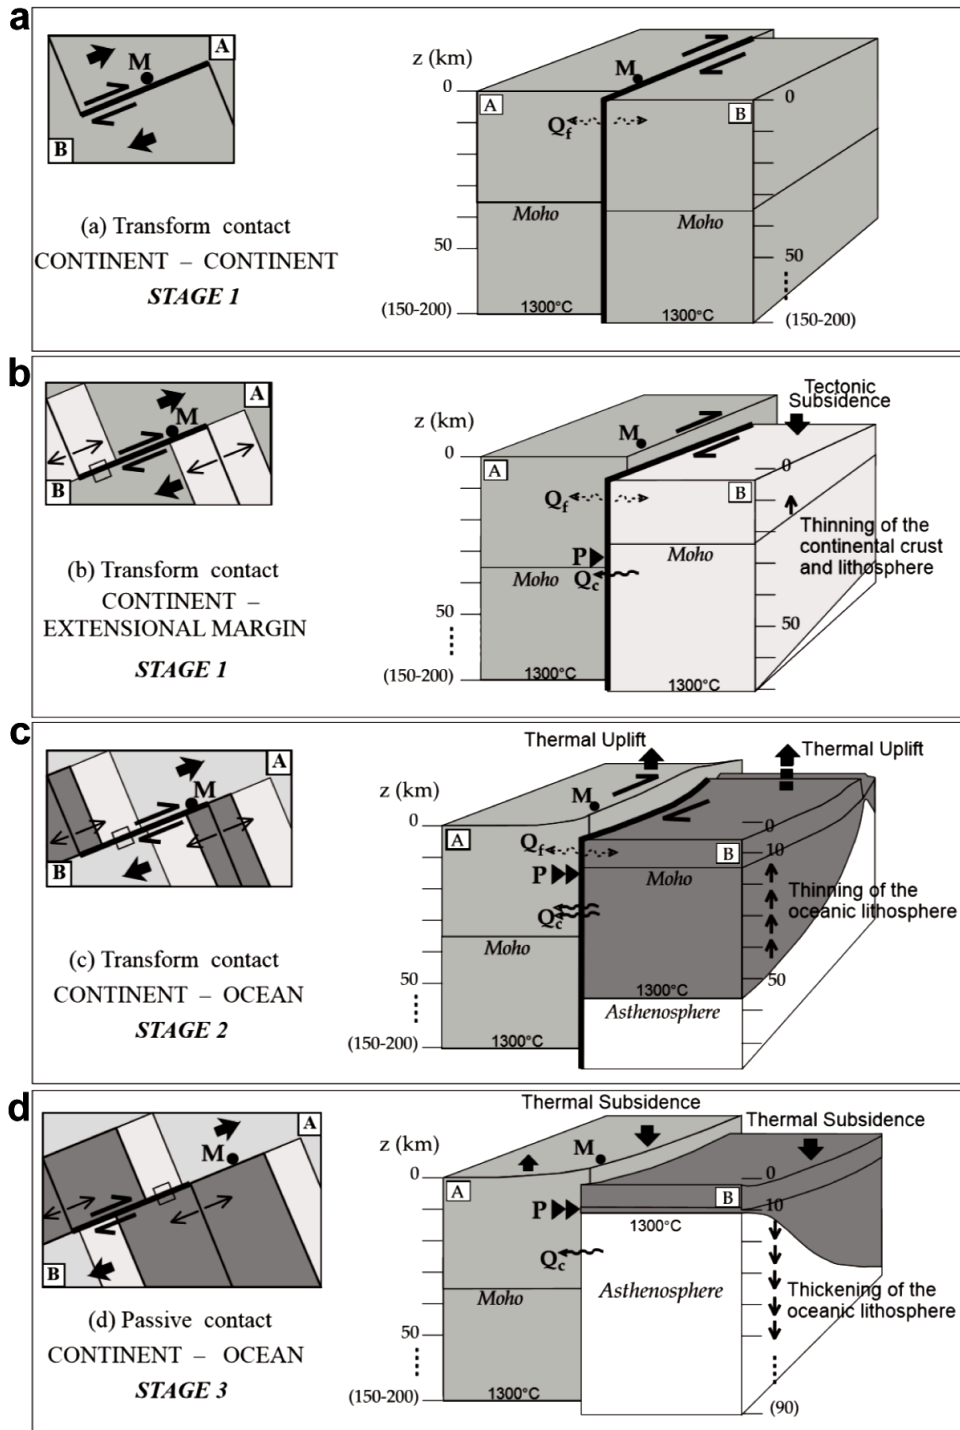 a
A
M
B
(a) Transform contact
CONTINENT – CONTINENT
STAGE 1
z (km)
0
50
(150-200)
A
M
Qf
Moho
1300°C
B
Moho
1300°C
0
50
(150-200)
b
A
M
B
(b) Transform contact
CONTINENT –
EXTENSIONAL MARGIN
STAGE 1
Tectonic
Subsidence
z (km)
0
50
(150-200)
A
M
Qf
P
Moho
Qc
1300°C
B
Moho
1300°C
0
Thinning of the
continental crust
and lithosphere
50
c
A
M
B
(c) Transform contact
CONTINENT – OCEAN
STAGE 2
Thermal Uplift
Thermal Uplift
z (km)
0
50
(150-200)
A
M
Qf
P
Qc
Moho
1300°C
B
Moho
1300°C
Asthenosphere
0
10
Thinning of the
oceanic lithosphere
50
d
A
M
B
(d) Passive contact
CONTINENT – OCEAN
STAGE 3
Thermal Subsidence
Thermal Subsidence
z (km)
0
50
(150-200)
A
M
P
Qc
Moho
1300°C
B
1300°C
Asthenosphere
0
10
Thickening of the
oceanic lithosphere
(90)